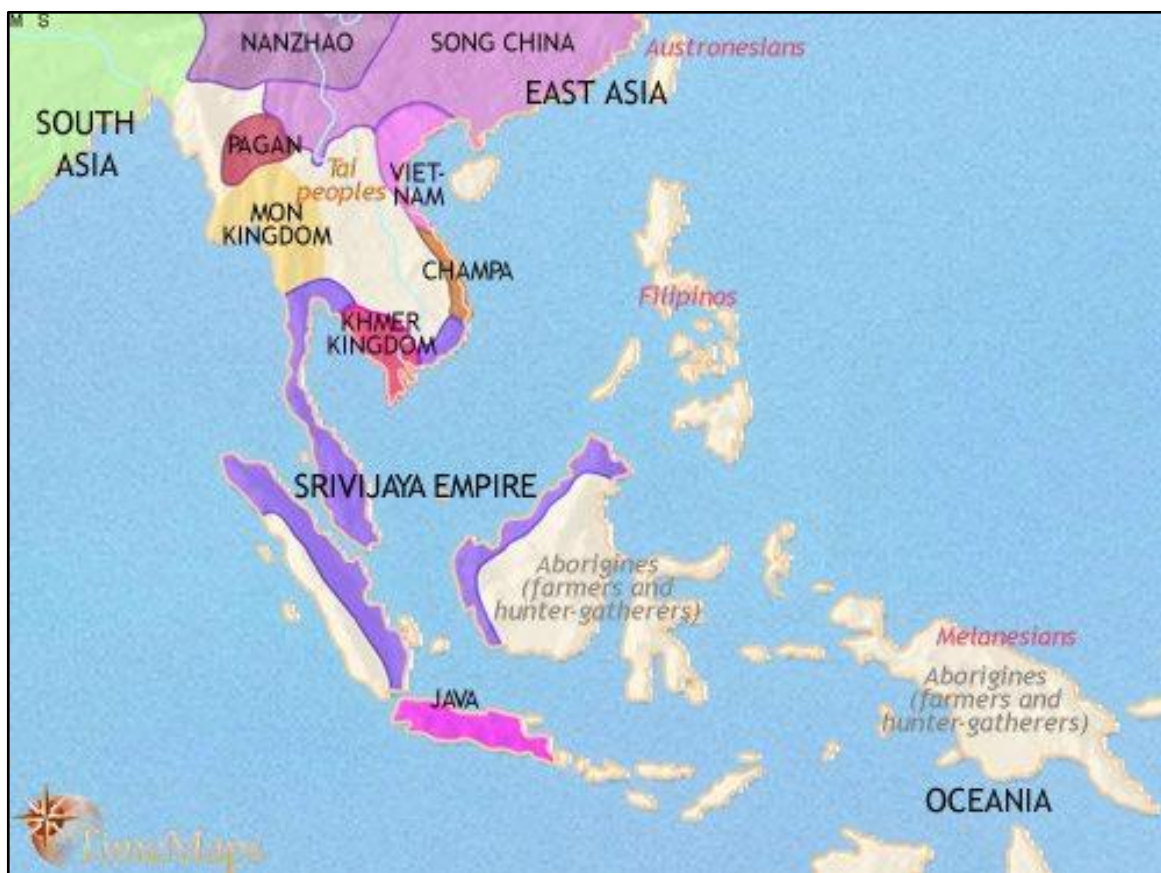 M S
NANZHAO
SONG CHINA
Austronesians
EAST ASIA
SOUTH
ASIA
PAGAN
Tai
peoples
VIET-
NAM
MON
KINGDOM
CHAMPA
Filipinos
KHMER
KINGDOM
SRIVIJAYA EMPIRE
Aborigines
(farmers and
hunter-gatherers)
Melanesians
Aborigines
(farmers and
hunter-gatherers)
JAVA
OCEANIA
TimeMaps